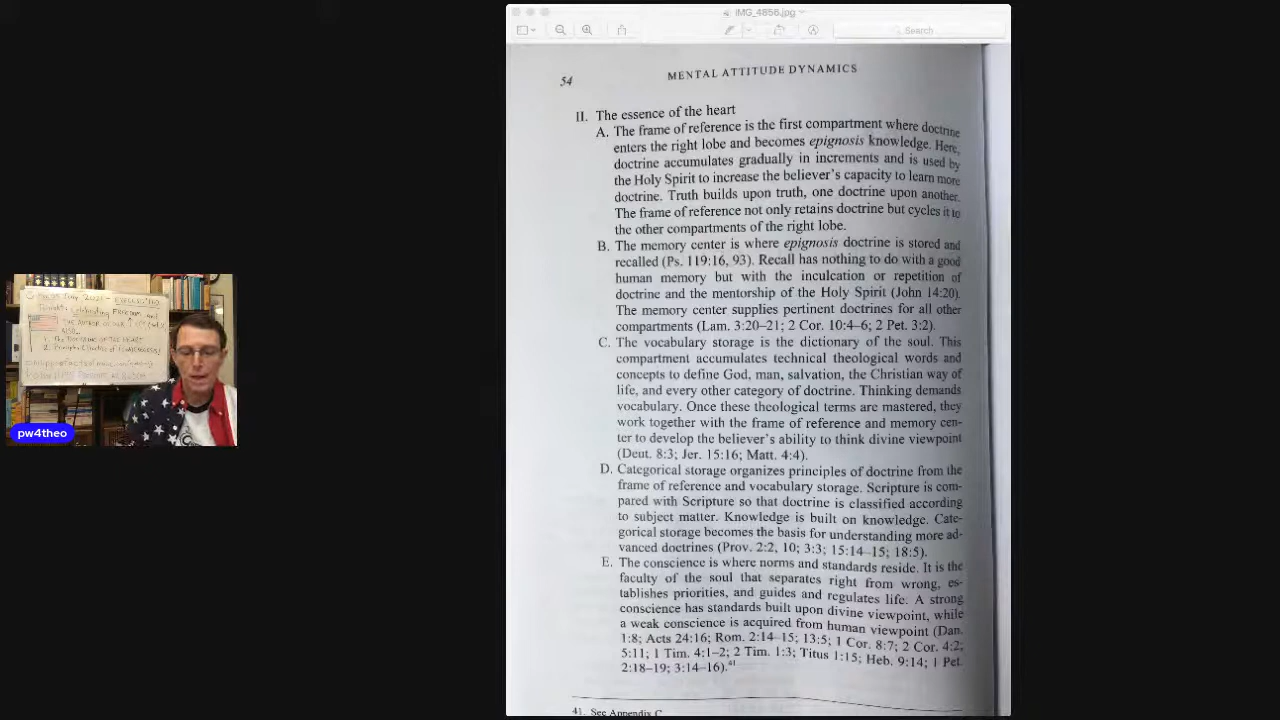 IMG_4856.jpg
Search
54
MENTAL ATTITUDE DYNAMICS
II. The essence of the heart
A. The frame of reference is the first compartment where doctrine
enters the right lobe and becomes epignosis knowledge. Here,
doctrine accumulates gradually in increments and is used by
the Holy Spirit to increase the believer's capacity to learn more
doctrine. Truth builds upon truth, one doctrine upon another.
The frame of reference not only retains doctrine but cycles it to
the other compartments of the right lobe.
B. The memory center is where epignosis doctrine is stored and
recalled (Ps. 119:16, 93). Recall has nothing to do with a good
human memory but with the inculcation or repetition of
doctrine and the mentorship of the Holy Spirit (John 14:20).
The memory center supplies pertinent doctrines for all other
compartments (Lam. 3:20–21; 2 Cor. 10:4–6; 2 Pet. 3:2).
C. The vocabulary storage is the dictionary of the soul. This
compartment accumulates technical theological words and
concepts to define God, man, salvation, the Christian way of
life, and every other category of doctrine. Thinking demands
vocabulary. Once these theological terms are mastered, they
work together with the frame of reference and memory cen-
ter to develop the believer's ability to think divine viewpoint
(Deut. 8:3; Jer. 15:16; Matt. 4:4).
D. Categorical storage organizes principles of doctrine from the
frame of reference and vocabulary storage. Scripture is com-
pared with Scripture so that doctrine is classified according
to subject matter. Knowledge is built on knowledge. Cate-
gorical storage becomes the basis for understanding more ad-
vanced doctrines (Prov. 2:2, 10; 3:3; 15:14–15; 18:5).
E. The conscience is where norms and standards reside. It is the
faculty of the soul that separates right from wrong, es-
tablishes priorities, and guides and regulates life. A strong
conscience has standards built upon divine viewpoint, while
a weak conscience is acquired from human viewpoint (Dan.
1:8; Acts 24:16; Rom. 2:14–15; 13:5; 1 Cor. 8:7; 2 Cor. 4:2;
5:11; 1 Tim. 4:1–2; 2 Tim. 1:3; Titus 1:15; Heb. 9:14; 1 Pet.
2:18–19; 3:14–16).41
41. See Appendix C
Celebrating Freedom and
pw4theo